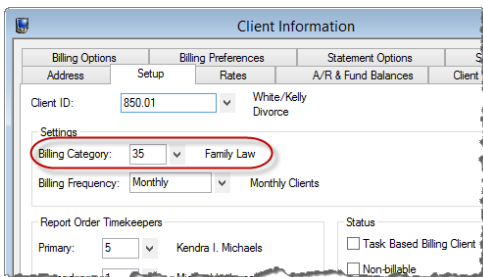 Client Information
Billing Options Billing Preferences Statement Options
Address Setup Rates A/R & Fund Balances Client
Client ID: 850.01 White/Kelly
Divorce
Settings
Billing Category: 35 Family Law
Billing Frequency: Monthly Monthly Clients
Report Order Timekeepers Status
Primary: 5 Kendra I. Michaels Task Based Billing Client
Non-billable